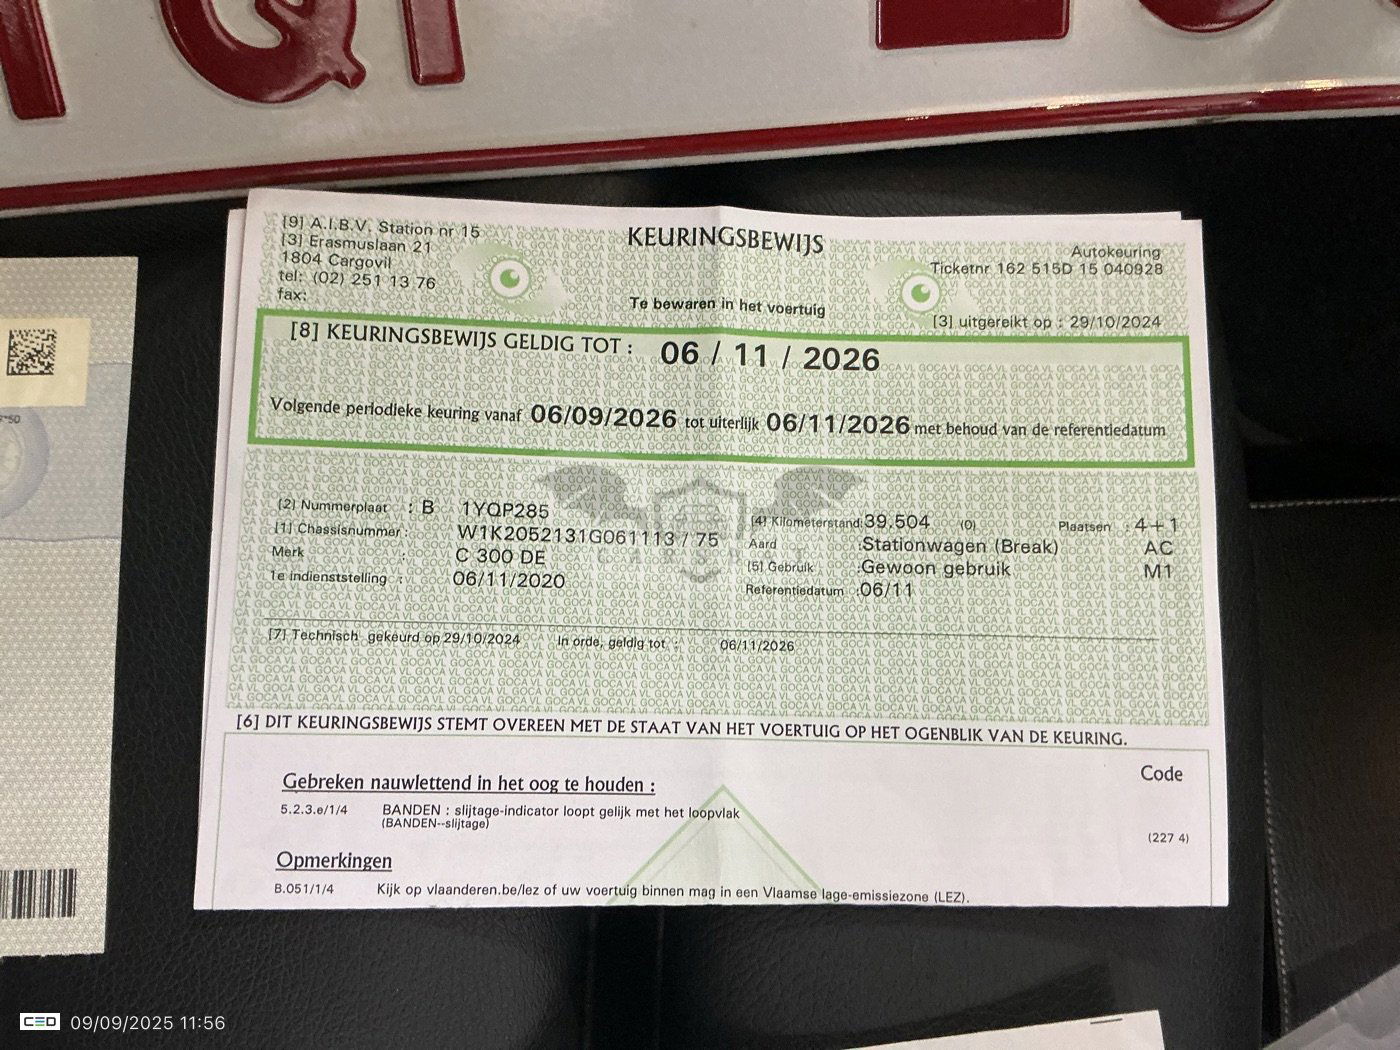 [9] A.I.B.V. Station nr 15
[3] Erasmuslaan 21
1804 Cargovil
tel: (02) 251 13 76
fax:
KEURINGSBEWIJS
Te bewaren in het voertuig
Autokeuring
Ticketnr 162 515D 15 040928
[3] uitgereikt op : 29/10/2024
[8] KEURINGSBEWIJS GELDIG TOT : 06 / 11 / 2026
Volgende periodieke keuring vanaf 06/09/2026 tot uiterlijk 06/11/2026 met behoud van de referentiedatum
[2] Nummerplaat : B 1YQP285
[1] Chassisnummer : W1K2052131G061113 / 75
Merk : C 300 DE
1e indienststelling : 06/11/2020
[4] Kilometerstand:39.504 (0) Plaatsen : 4+1
Aard :Stationwagen (Break) AC
[5] Gebruik :Gewoon gebruik M1
Referentiedatum :06/11
[7] Technisch gekeurd op 29/10/2024 In orde, geldig tot : 06/11/2026
[6] DIT KEURINGSBEWIJS STEMT OVEREEN MET DE STAAT VAN HET VOERTUIG OP HET OGENBLIK VAN DE KEURING.
Code
Gebreken nauwlettend in het oog te houden :
5.2.3.e/1/4 BANDEN : slijtage-indicator loopt gelijk met het loopvlak
(BANDEN--slijtage)
(227 4)
Opmerkingen
B.051/1/4 Kijk op vlaanderen.be/lez of uw voertuig binnen mag in een Vlaamse lage-emissiezone (LEZ).
CED 09/09/2025 11:56